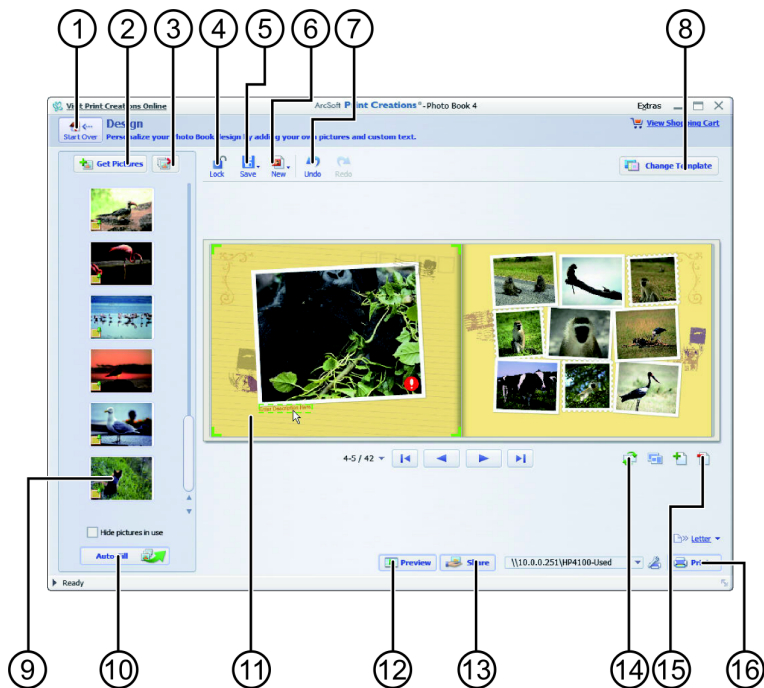 1 2 3 4 5 6 7 8
Visit Print Creations Online ArcSoft Print Creations® - Photo Book 4 Extras
Start Over Design View Shopping Cart
Personalize your Photo Book design by adding your own pictures and custom text.
Get Pictures Lock Save New Undo Redo Change Template
Enter Description Here!
4-5 / 42
Hide pictures in use
Auto Fill Letter
Preview Share \\10.0.0.251\HP4100-Used Print
Ready
9 10 11 12 13 14 15 16